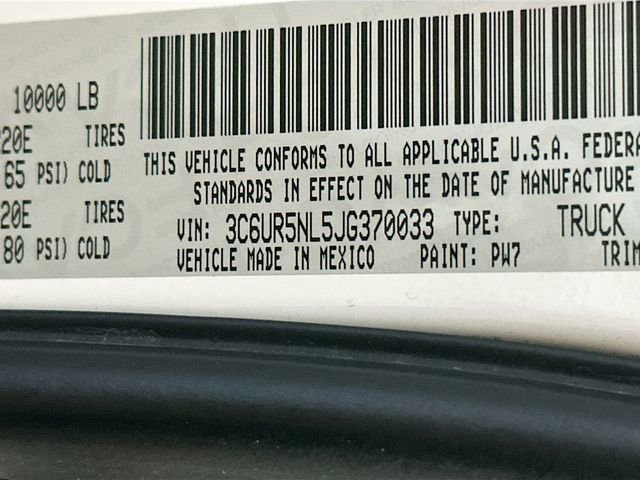 10000 LB
20E TIRES
65 PSI) COLD
20E TIRES
80 PSI) COLD
THIS VEHICLE CONFORMS TO ALL APPLICABLE U.S.A. FEDERA
STANDARDS IN EFFECT ON THE DATE OF MANUFACTURE
VIN: 3C6UR5NL5JG370033 TYPE: TRUCK
VEHICLE MADE IN MEXICO PAINT: PW7 TRIM